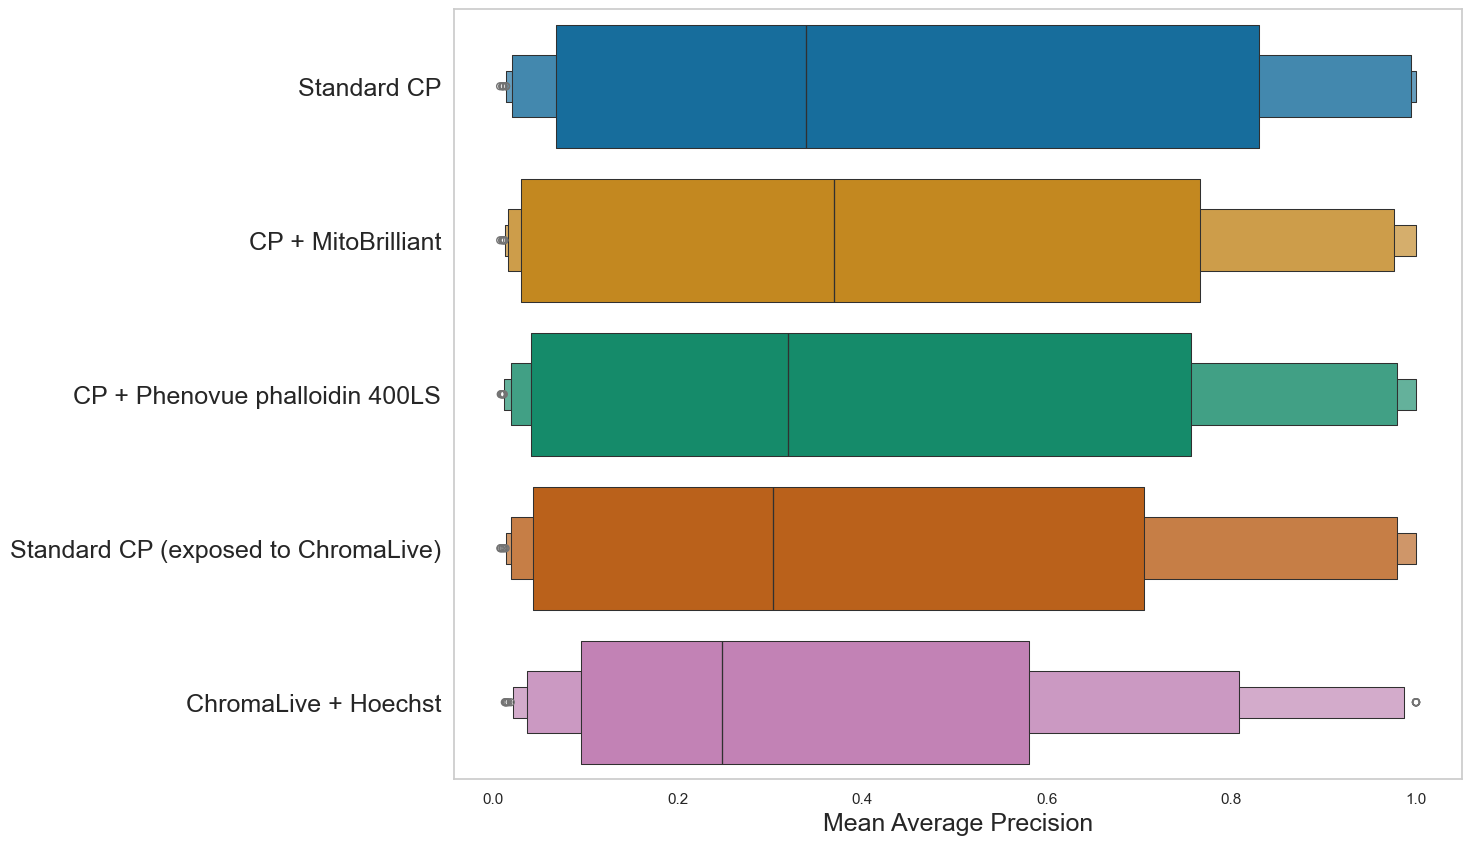 Standard CP
CP + MitoBrilliant
CP + Phenovue phalloidin 400LS
Standard CP (exposed to ChromaLive)
ChromaLive + Hoechst
0.0 0.2 0.4 0.6 0.8 1.0
Mean Average Precision